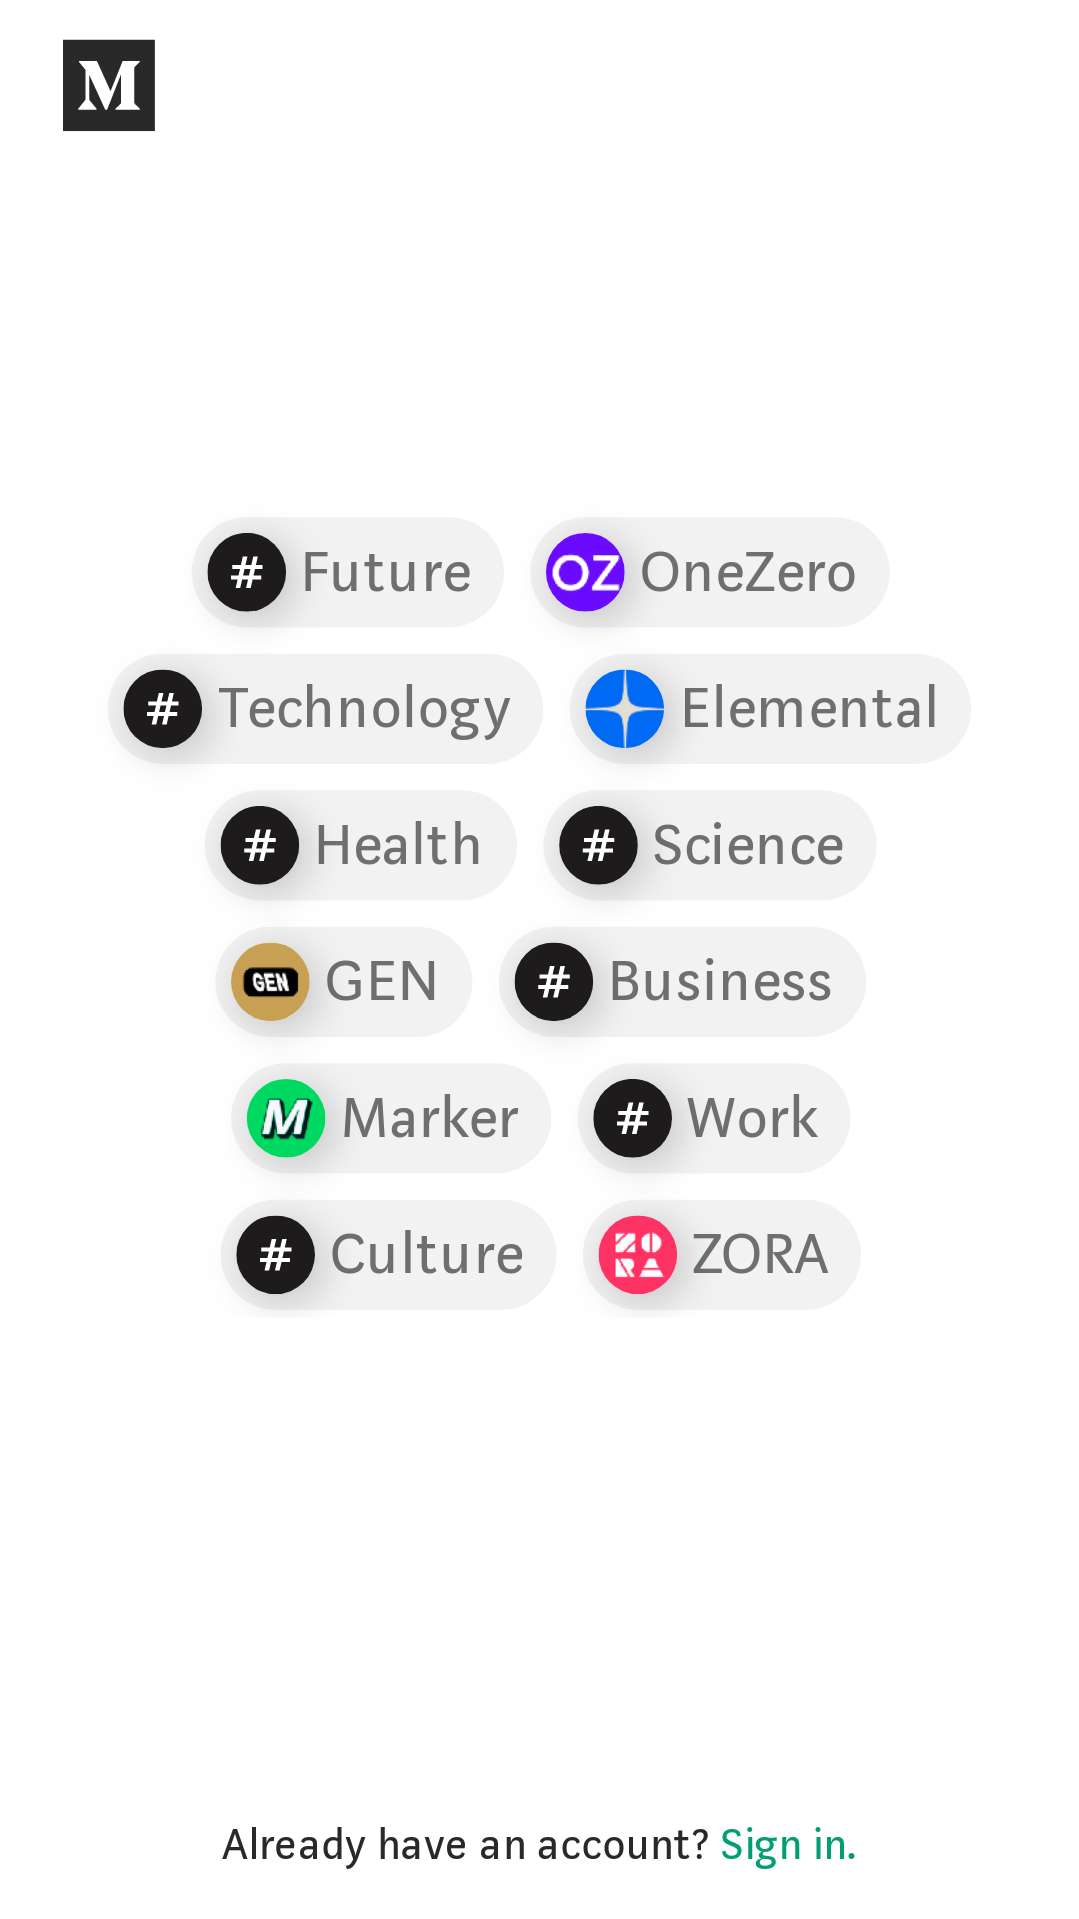 M
# Future OZ OneZero
# Technology Elemental
# Health # Science
GEN GEN # Business
M Marker # Work
# Culture ZORA ZORA
Already have an account? Sign in.